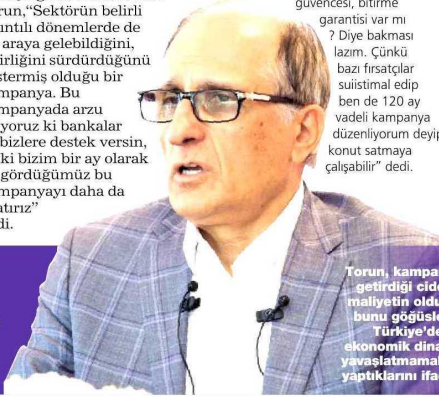 run,“Sektörün belirli
ıntılı dönemlerde de
araya gelebildiğini,
irliğini sürdürdüğünü
stermiş olduğu bir
mpanya. Bu
mpanyada arzu
yoruz ki bankalar
bizlere destek versin,
ki bizim bir ay olarak
gördüğümüz bu
mpanyayı daha da
atırız”
di.
güvencesi, bitirme
garantisi var mı
? Diye bakması
lazım. Çünkü
bazı fırsatçılar
suiistimal edip
ben de 120 ay
vadeli kampanya
düzenliyorum deyip
konut satmaya
çalışabilir” dedi.
Torun, kampa
getirdiği cid
maliyetin oldu
bunu göğüsle
Türkiye’de
ekonomik dina
yavaşlatmama
yaptıklarını ifa